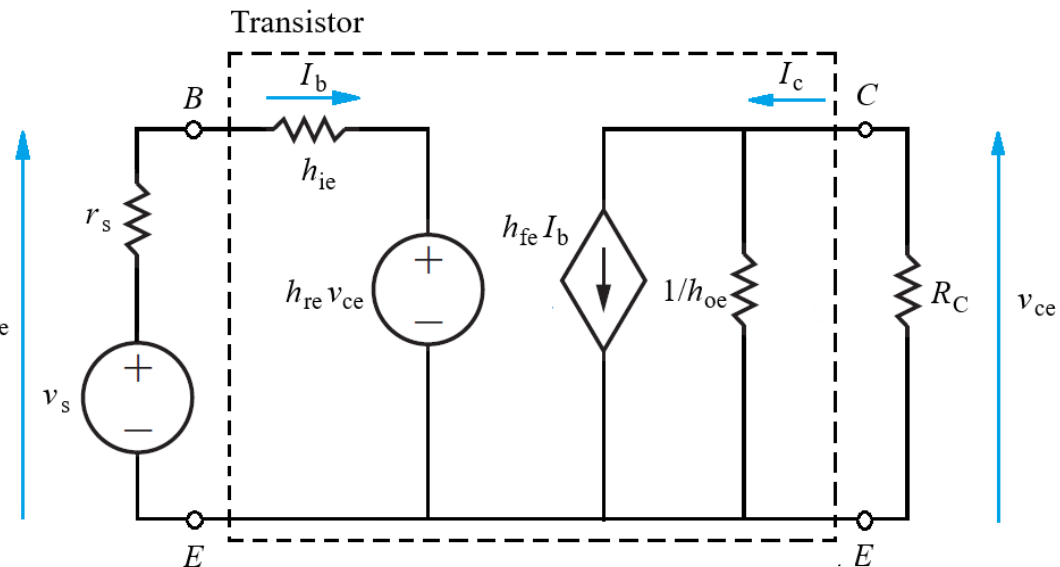 Transistor
I_b
I_c
B
C
h_ie
r_s
h_fe I_b
h_re v_ce
1/h_oe
R_C
v_ce
e
+
−
v_s
+
−
E
E